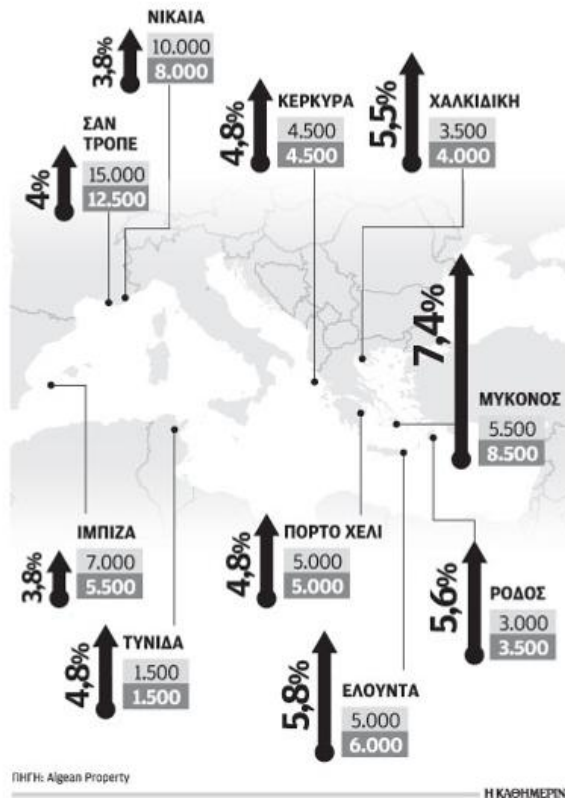 ΝΙΚΑΙΑ
3,8%
10.000
8.000
ΣΑΝ
ΤΡΟΠΕ
4%
15.000
12.500
ΚΕΡΚΥΡΑ
4,8%
4.500
4.500
ΧΑΛΚΙΔΙΚΗ
5,5%
3.500
4.000
7,4%
ΜΥΚΟΝΟΣ
5.500
8.500
ΙΜΠΙΖΑ
3,8%
7.000
5.500
ΠΟΡΤΟ ΧΕΛΙ
4,8%
5.000
5.000
5,6%
ΡΟΔΟΣ
3.000
3.500
ΤΥΝΙΔΑ
4,8%
1.500
1.500
ΕΛΟΥΝΤΑ
5,8%
5.000
6.000
ΠΗΓΗ: Algean Property
Η ΚΑΘΗΜΕΡΙΝ